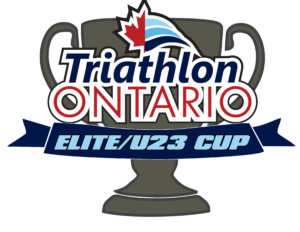 Triathlon
ONTARIO
ELITE/U23 CUP